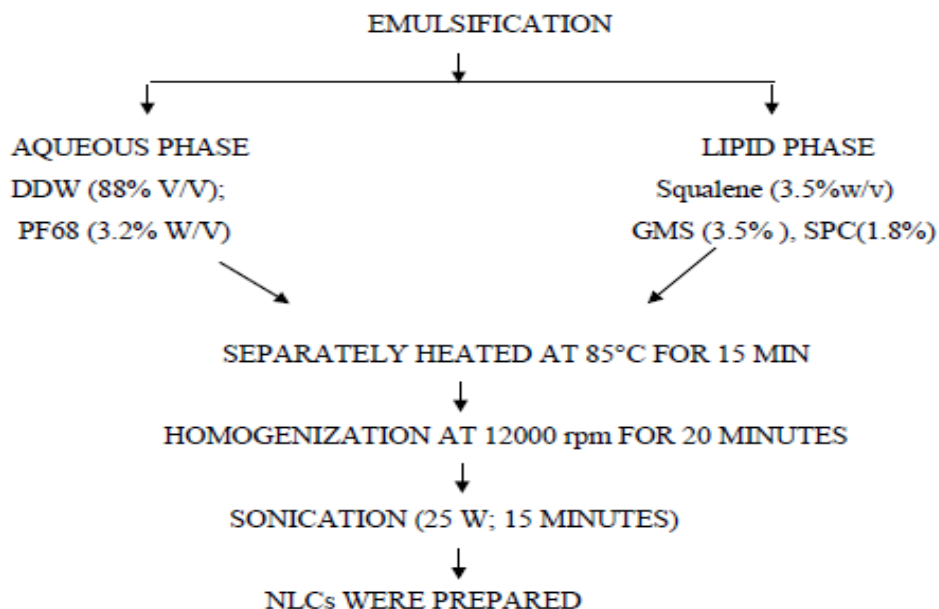 EMULSIFICATION
AQUEOUS PHASE
DDW (88% V/V);
PF68 (3.2% W/V)
LIPID PHASE
Squalene (3.5%w/v)
GMS (3.5% ), SPC(1.8%)
SEPARATELY HEATED AT 85°C FOR 15 MIN
HOMOGENIZATION AT 12000 rpm FOR 20 MINUTES
SONICATION (25 W; 15 MINUTES)
NLCs WERE PREPARED